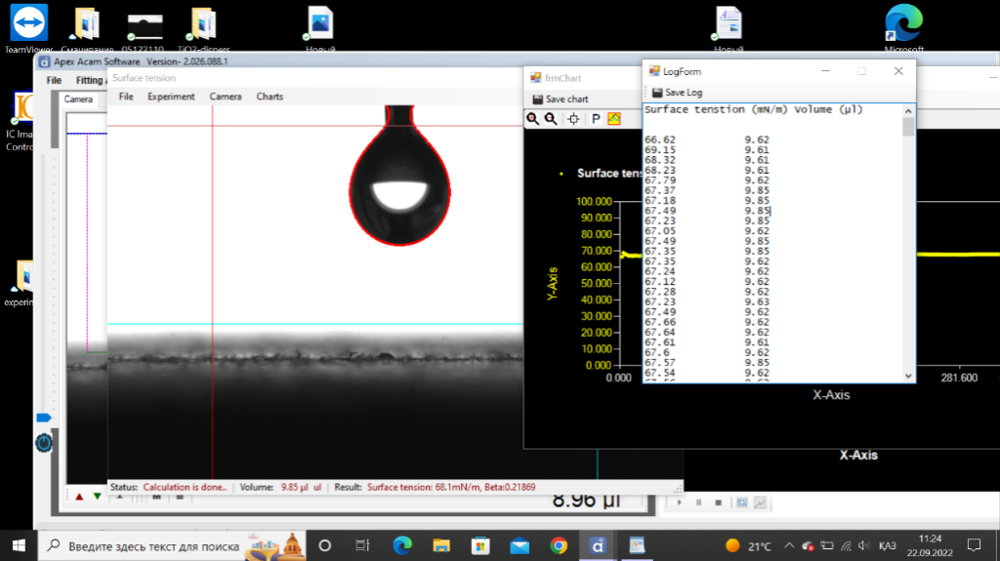 TeamViewer
Смачивание
05122110
TiO2-dispers
Новый
Новый
Microsoft
IC Ima
Contro
experin
Apex Acam Software Version- 2.026.088.1
File Fitting
Camera
Surface tension
File Experiment Camera Charts
Status: Calculation is done.. Volume: 9.85 µl ul Result: Surface tension: 68.1mN/m, Beta:0.21869
8.96 µl
frmChart
Save chart
P
Surface tens
100.000
90.000
80.000
70.000
60.000
50.000
40.000
30.000
20.000
10.000
0.000
Y-Axis
0.000
281.600
X-Axis
X-Axis
LogForm
Save Log
Surface tenstion (mN/m) Volume (µl)
66.62 9.62
69.15 9.61
68.32 9.61
68.23 9.61
67.79 9.62
67.37 9.85
67.18 9.85
67.49 9.85
67.23 9.85
67.05 9.62
67.49 9.85
67.35 9.85
67.35 9.62
67.24 9.62
67.12 9.62
67.28 9.62
67.23 9.63
67.49 9.62
67.66 9.62
67.64 9.62
67.61 9.61
67.6 9.62
67.57 9.85
67.54 9.62
Введите здесь текст для поиска
21°C
КАЗ
11:24
22.09.2022